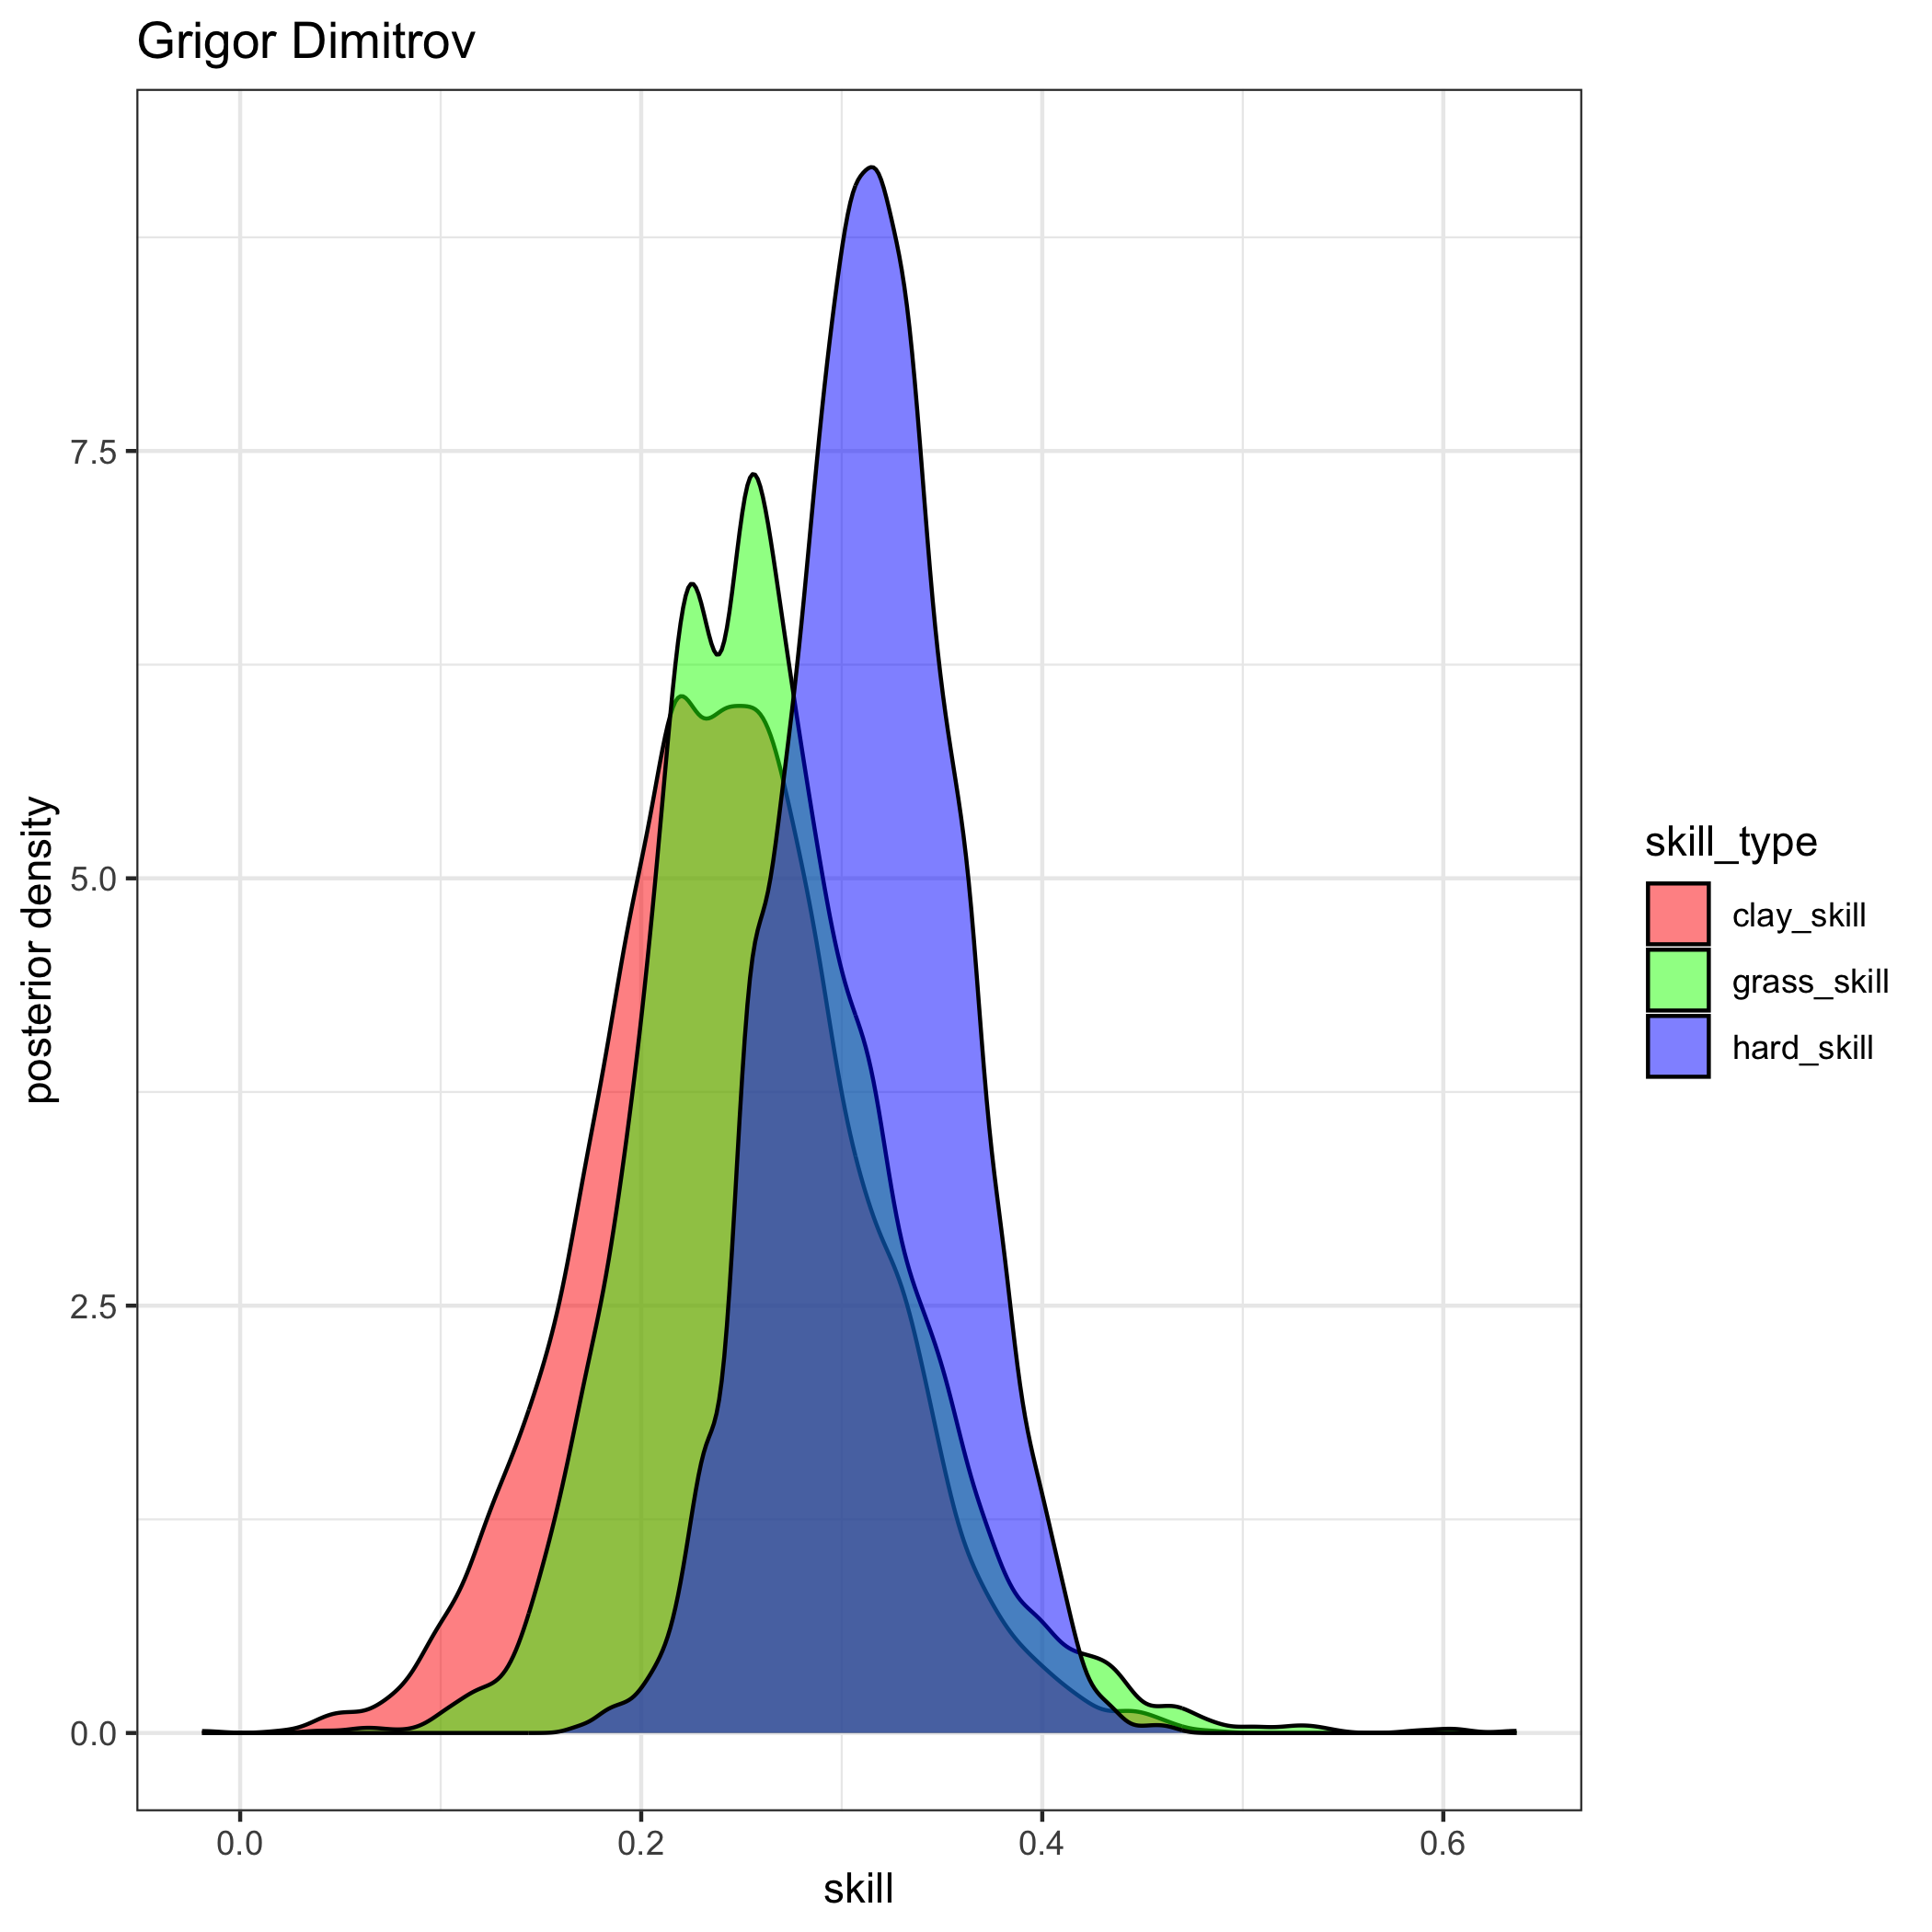 Grigor Dimitrov
posterior density
7.5
5.0
2.5
0.0
0.0 0.2 0.4 0.6
skill
skill_type
clay_skill
grass_skill
hard_skill